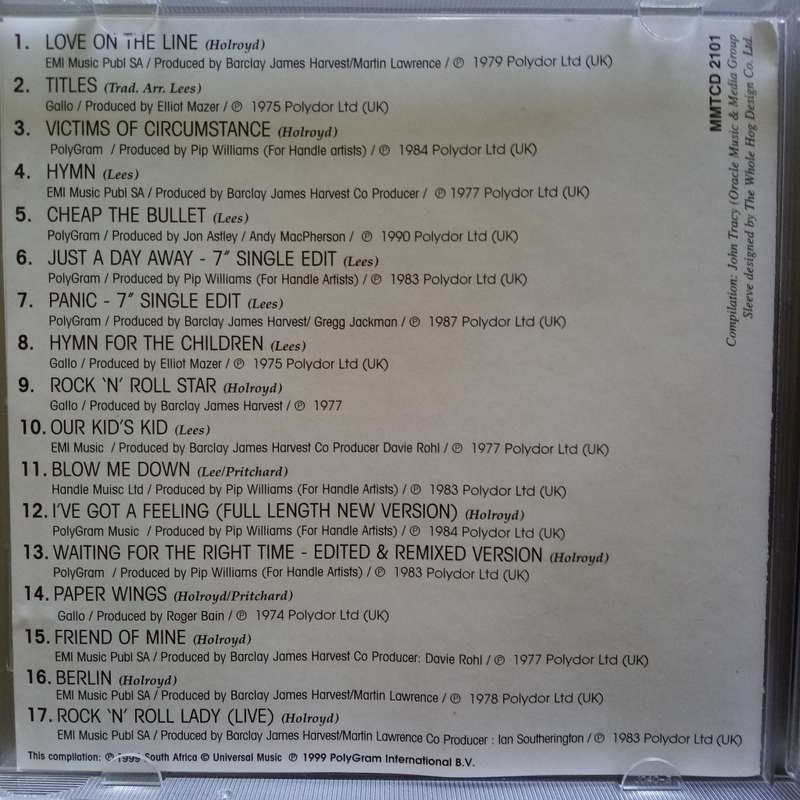 1. LOVE ON THE LINE (Holroyd)
EMI Music Publ SA / Produced by Barclay James Harvest/Martin Lawrence / ℗ 1979 Polydor Ltd (UK)
2. TITLES (Trad. Arr. Lees)
Gallo / Produced by Elliot Mazer / ℗ 1975 Polydor Ltd (UK)
3. VICTIMS OF CIRCUMSTANCE (Holroyd)
PolyGram / Produced by Pip Williams (For Handle artists) / ℗ 1984 Polydor Ltd (UK)
4. HYMN (Lees)
EMI Music Publ SA / Produced by Barclay James Harvest Co Producer / ℗ 1977 Polydor Ltd (UK)
5. CHEAP THE BULLET (Lees)
PolyGram / Produced by Jon Astley / Andy MacPherson / ℗ 1990 Polydor Ltd (UK)
6. JUST A DAY AWAY - 7" SINGLE EDIT (Lees)
PolyGram / Produced by Pip Williams (For Handle Artists) / ℗ 1983 Polydor Ltd (UK)
7. PANIC - 7" SINGLE EDIT (Lees)
PolyGram / Produced by Barclay James Harvest/ Gregg Jackman / ℗ 1987 Polydor Ltd (UK)
8. HYMN FOR THE CHILDREN (Lees)
Gallo / Produced by Elliot Mazer / ℗ 1975 Polydor Ltd (UK)
9. ROCK 'N' ROLL STAR (Holroyd)
Gallo / Produced by Barclay James Harvest / ℗ 1977
10. OUR KID'S KID (Lees)
EMI Music / Produced by Barclay James Harvest Co Producer Davie Rohl / ℗ 1977 Polydor Ltd (UK)
11. BLOW ME DOWN (Lee/Pritchard)
Handle Muisc Ltd / Produced by Pip Williams (For Handle Artists) / ℗ 1983 Polydor Ltd (UK)
12. I'VE GOT A FEELING (FULL LENGTH NEW VERSION) (Holroyd)
PolyGram Music / Produced by Pip Williams (For Handle Artists) / ℗ 1984 Polydor Ltd (UK)
13. WAITING FOR THE RIGHT TIME - EDITED & REMIXED VERSION (Holroyd)
PolyGram / Produced by Pip Williams (For Handle Artists) / ℗ 1983 Polydor Ltd (UK)
14. PAPER WINGS (Holroyd/Pritchard)
Gallo / Produced by Roger Bain / ℗ 1974 Polydor Ltd (UK)
15. FRIEND OF MINE (Holroyd)
EMI Music Publ SA / Produced by Barclay James Harvest Co Producer: Davie Rohl / ℗ 1977 Polydor Ltd (UK)
16. BERLIN (Holroyd)
EMI Music Publ SA / Produced by Barclay James Harvest/Martin Lawrence / ℗ 1978 Polydor Ltd (UK)
17. ROCK 'N' ROLL LADY (LIVE) (Holroyd)
EMI Music Publ SA / Produced by Barclay James Harvest/Martin Lawrence Co Producer : Ian Southerington / ℗ 1983 Polydor Ltd (UK)
This compilation: ℗ 1999 South Africa © Universal Music ℗ 1999 PolyGram International B.V.
MMTCD 2101
Compilation: John Tracy (Oracle Music & Media Group
Sleeve designed by The Whole Hog Design Co. Ltd.